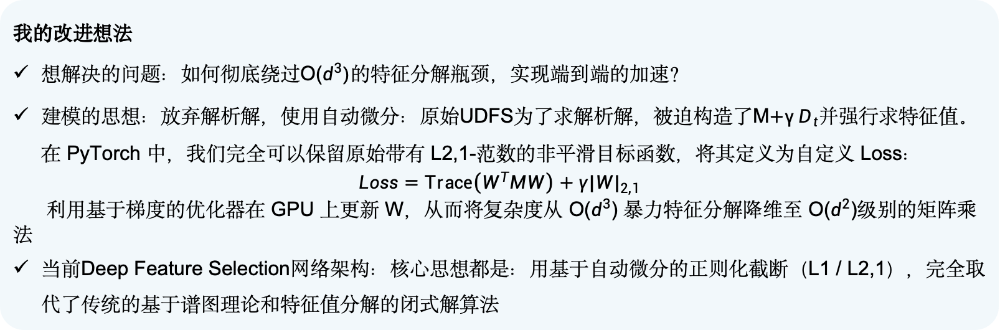 我的改进想法
✓ 想解决的问题：如何彻底绕过O(d³)的特征分解瓶颈，实现端到端的加速？
✓ 建模的思想：放弃解析解，使用自动微分：原始UDFS为了求解析解，被迫构造了M+γ Dₜ并强行求特征值。
在 PyTorch 中，我们完全可以保留原始带有 L2,1-范数的非平滑目标函数，将其定义为自定义 Loss：
Loss = Trace(WᵀMW) + γ|W|₂,₁
利用基于梯度的优化器在 GPU 上更新 W，从而将复杂度从 O(d³) 暴力特征分解降维至 O(d²)级别的矩阵乘
法
✓ 当前Deep Feature Selection网络架构：核心思想都是：用基于自动微分的正则化截断（L1 / L2,1），完全取
代了传统的基于谱图理论和特征值分解的闭式解算法